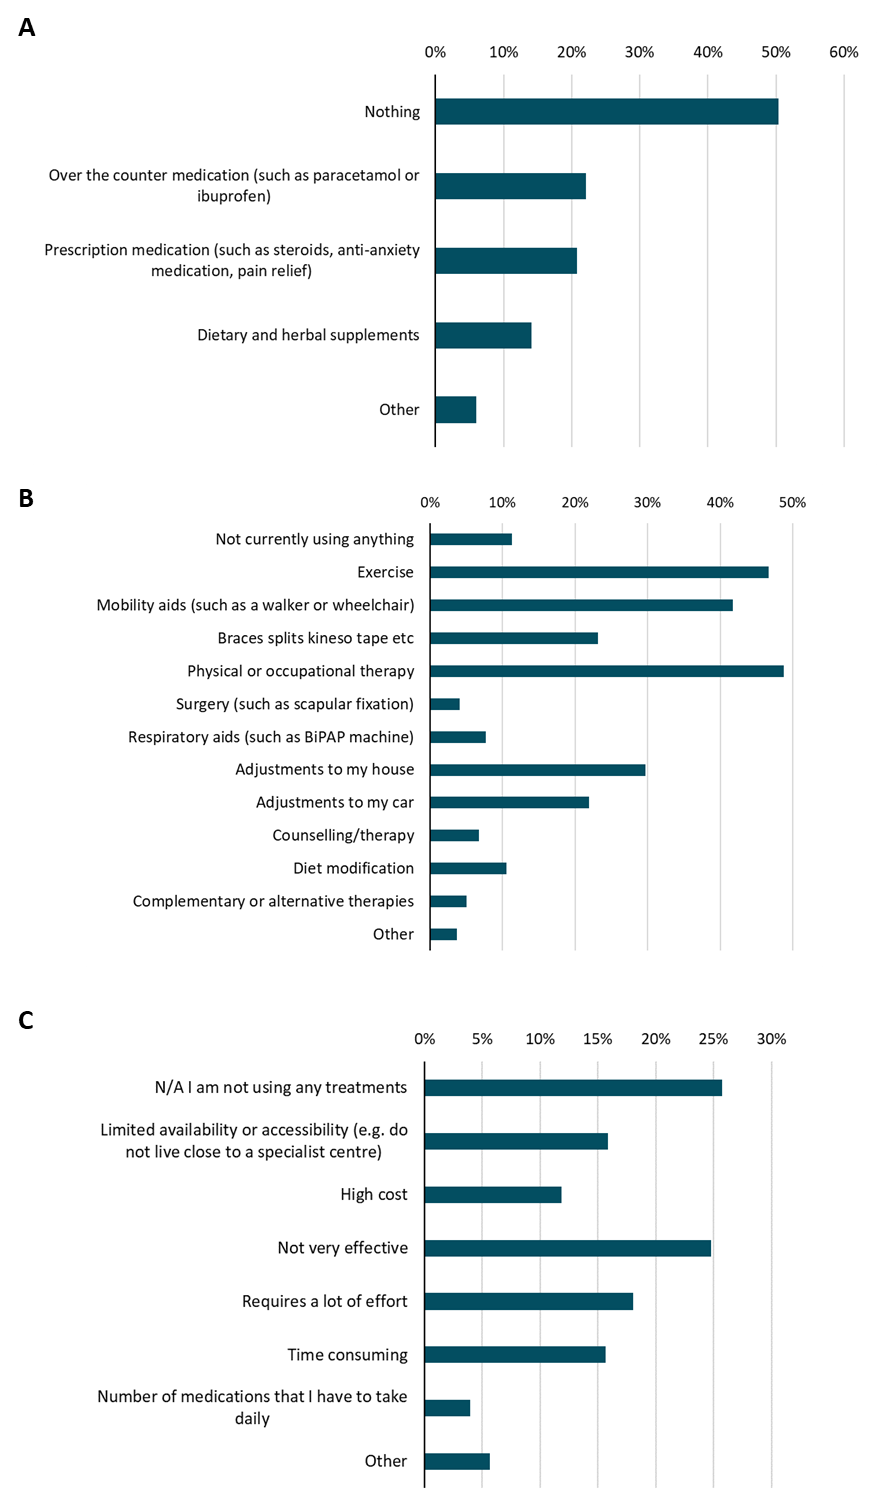 A
0% 10% 20% 30% 40% 50% 60%
Nothing
Over the counter medication (such as paracetamol or
ibuprofen)
Prescription medication (such as steroids, anti-anxiety
medication, pain relief)
Dietary and herbal supplements
Other
B
0% 10% 20% 30% 40% 50%
Not currently using anything
Exercise
Mobility aids (such as a walker or wheelchair)
Braces splits kineso tape etc
Physical or occupational therapy
Surgery (such as scapular fixation)
Respiratory aids (such as BiPAP machine)
Adjustments to my house
Adjustments to my car
Counselling/therapy
Diet modification
Complementary or alternative therapies
Other
C
0% 5% 10% 15% 20% 25% 30%
N/A I am not using any treatments
Limited availability or accessibility (e.g. do
not live close to a specialist centre)
High cost
Not very effective
Requires a lot of effort
Time consuming
Number of medications that I have to take
daily
Other